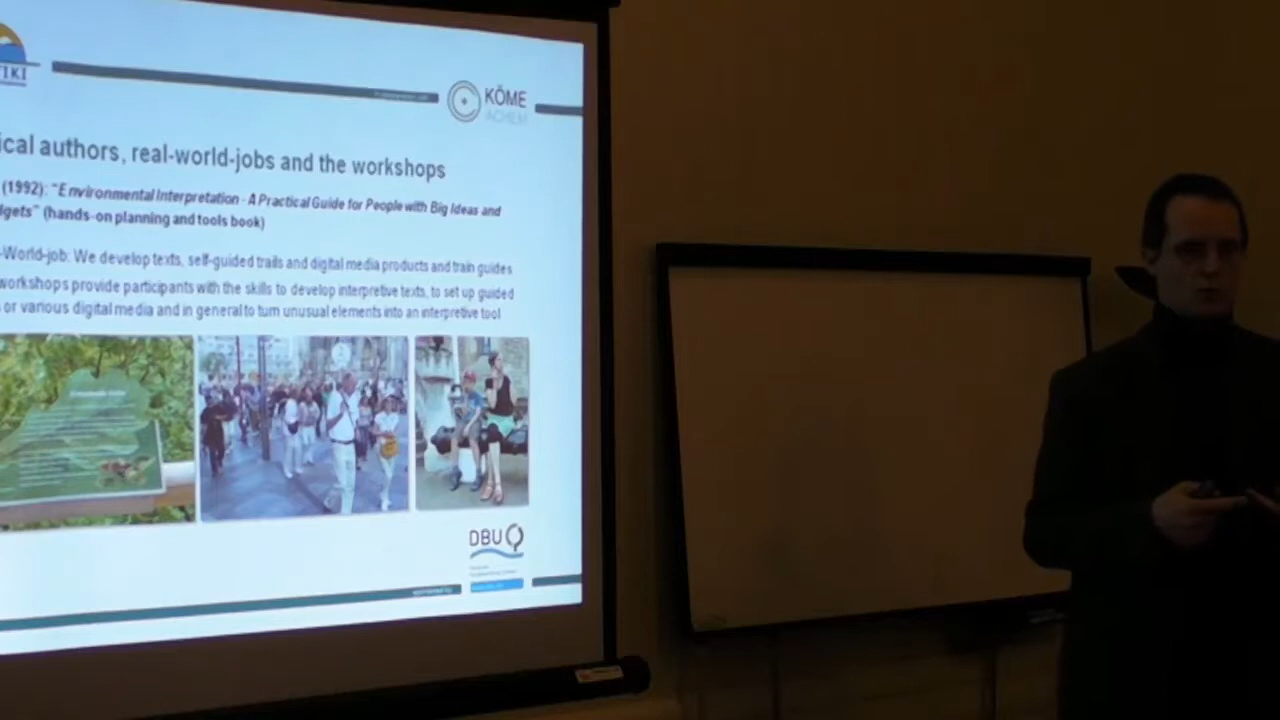 TKI
KÖME
ACHEM
ical authors, real-world-jobs and the workshops
(1992): "Environmental Interpretation - A Practical Guide for People with Big Ideas and
dgets" (hands-on planning and tools book)
-World-job: We develop texts, self-guided trails and digital media products and train guides
workshops provide participants with the skills to develop interpretive texts, to set up guided
or various digital media and in general to turn unusual elements into an interpretive tool
DBU